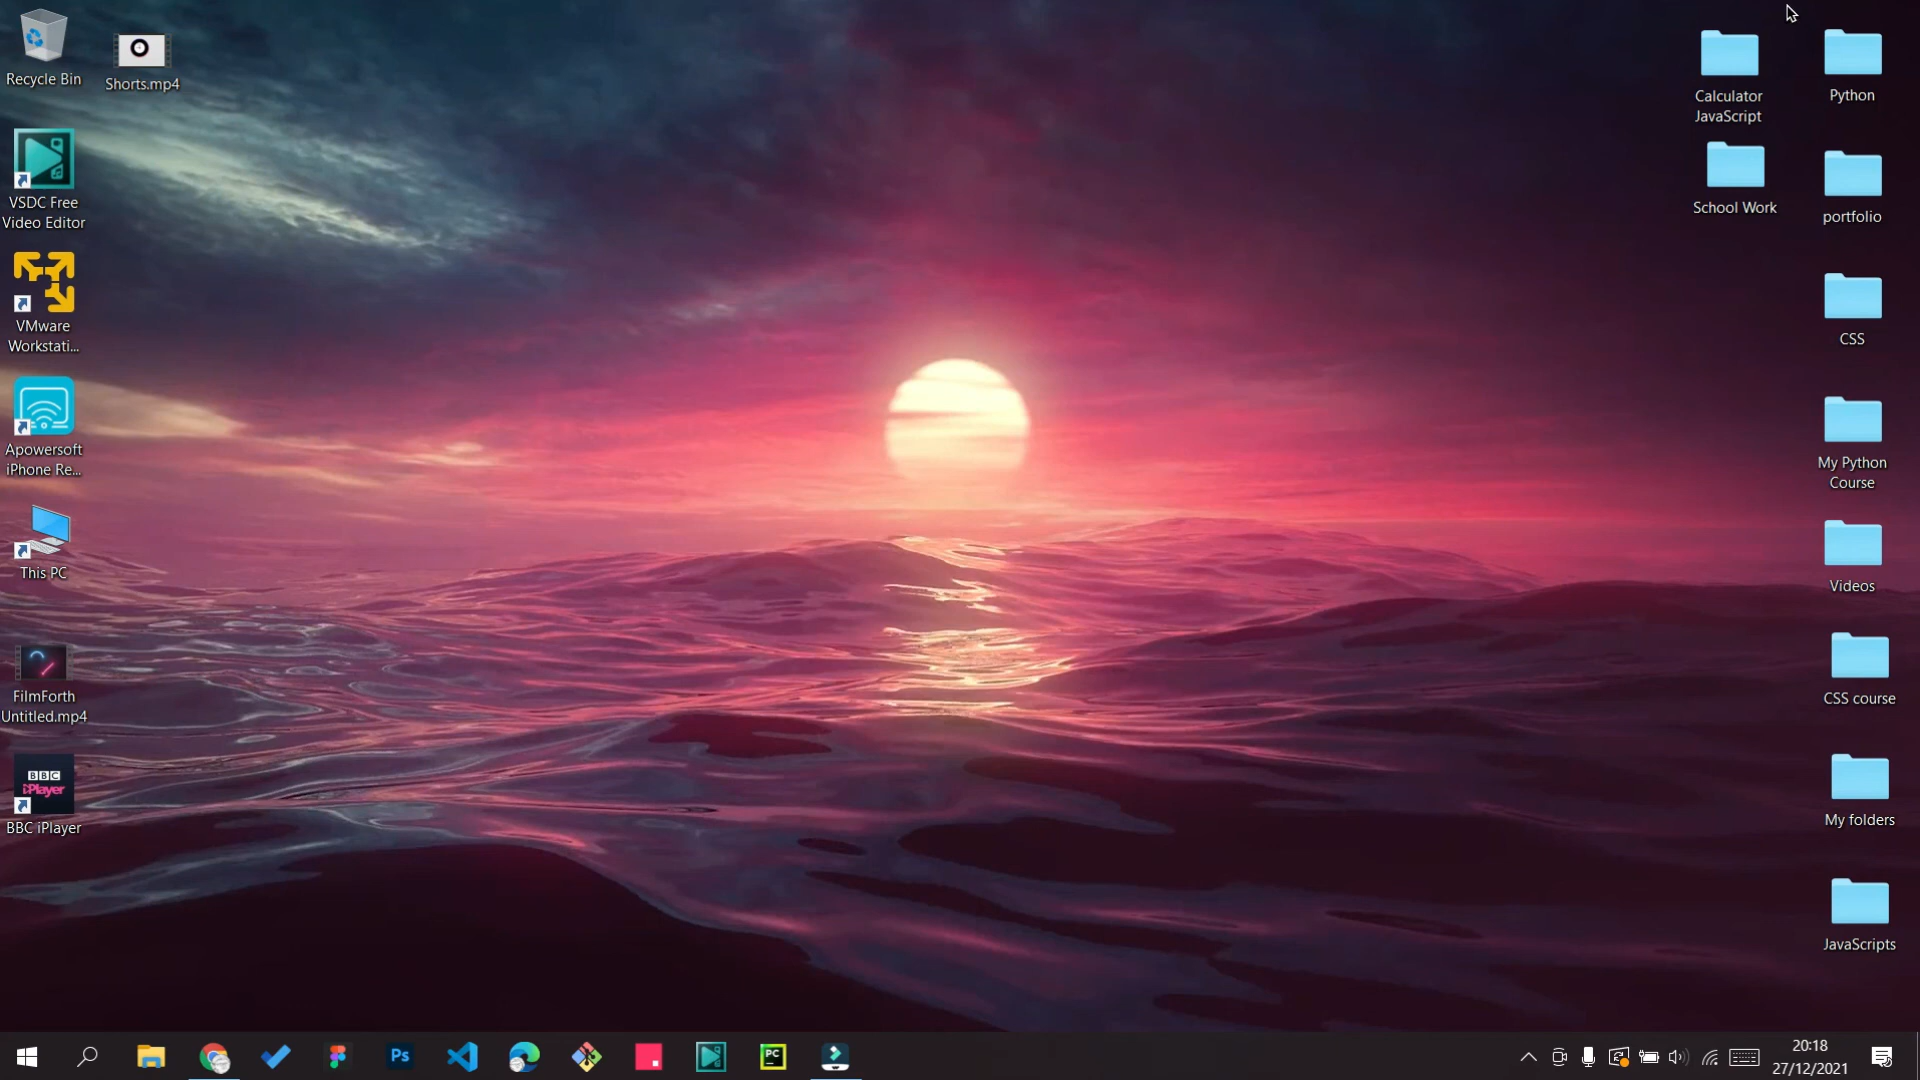 Recycle Bin
Shorts.mp4
VSDC Free
Video Editor
VMware
Workstati...
Apowersoft
iPhone Re...
This PC
FilmForth
Untitled.mp4
BBC
iPlayer
BBC iPlayer
Calculator
JavaScript
Python
School Work
portfolio
CSS
My Python
Course
Videos
CSS course
My folders
JavaScripts
Ps
PC
20:18
27/12/2021